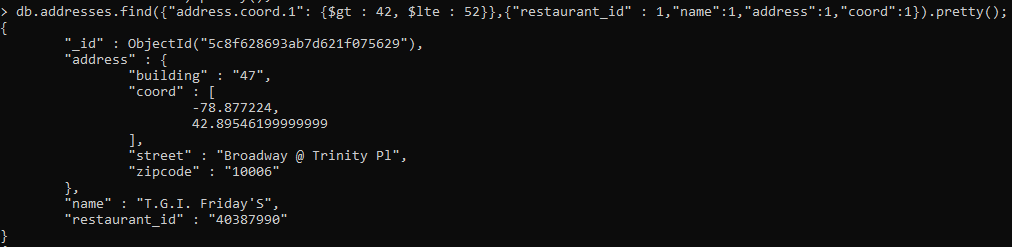 > db.addresses.find({"address.coord.1": {$gt : 42, $lte : 52}},{"restaurant_id" : 1,"name":1,"address":1,"coord":1}).pretty();
{
        "_id" : ObjectId("5c8f628693ab7d621f075629"),
        "address" : {
                "building" : "47",
                "coord" : [
                        -78.877224,
                        42.89546199999999
                ],
                "street" : "Broadway @ Trinity Pl",
                "zipcode" : "10006"
        },
        "name" : "T.G.I. Friday'S",
        "restaurant_id" : "40387990"
}